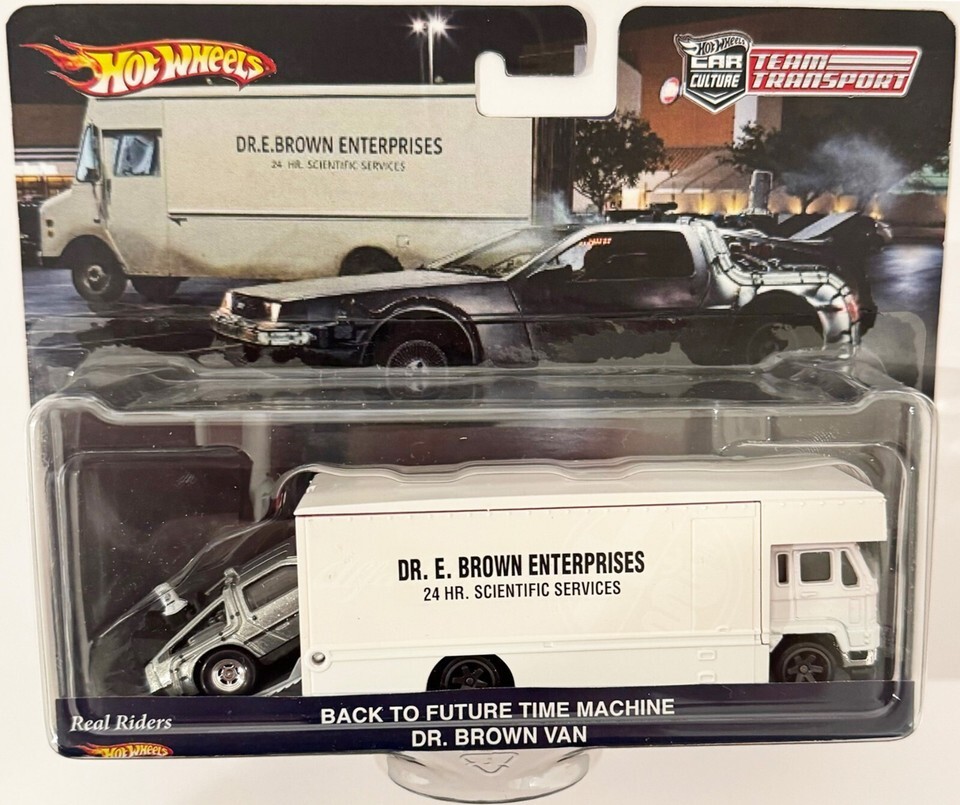 HOT WHEELS
HOT WHEELS
CAR
CULTURE
TEAM
TRANSPORT
DR.E.BROWN ENTERPRISES
24 HR. SCIENTIFIC SERVICES
DR. E. BROWN ENTERPRISES
24 HR. SCIENTIFIC SERVICES
Real Riders
BACK TO FUTURE TIME MACHINE
DR. BROWN VAN
HOT WHEELS